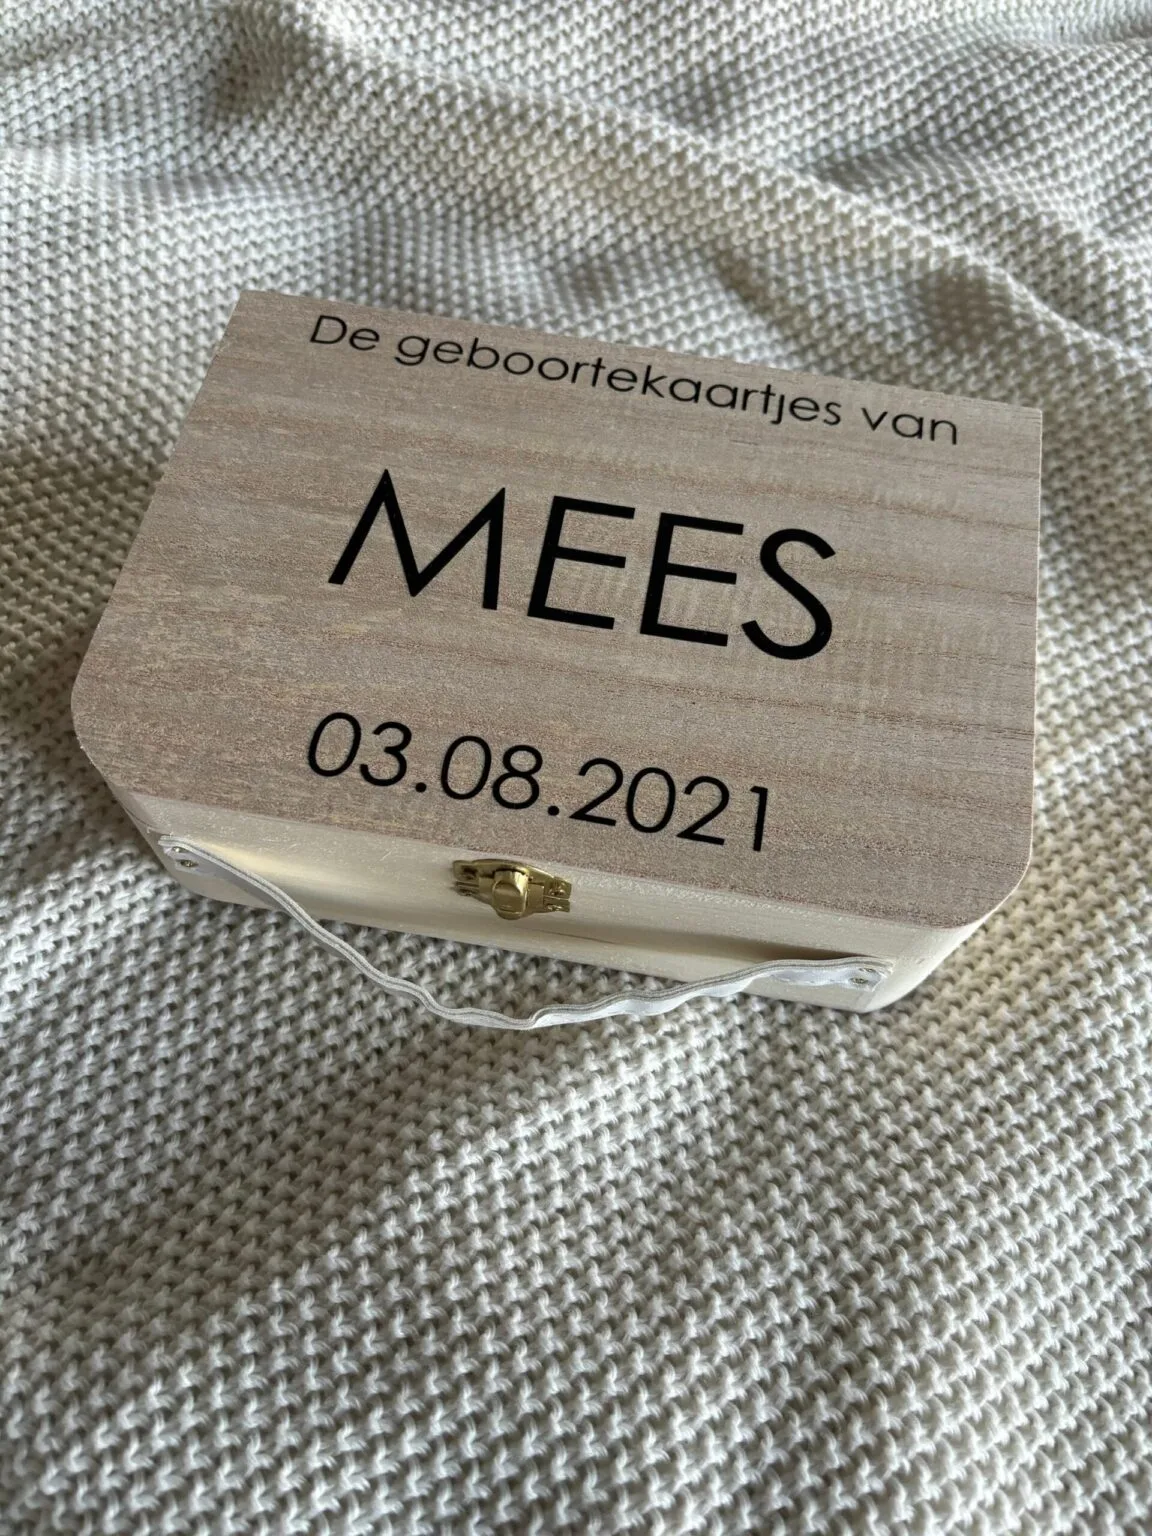 De geboortekaartjes van
MEES
03.08.2021